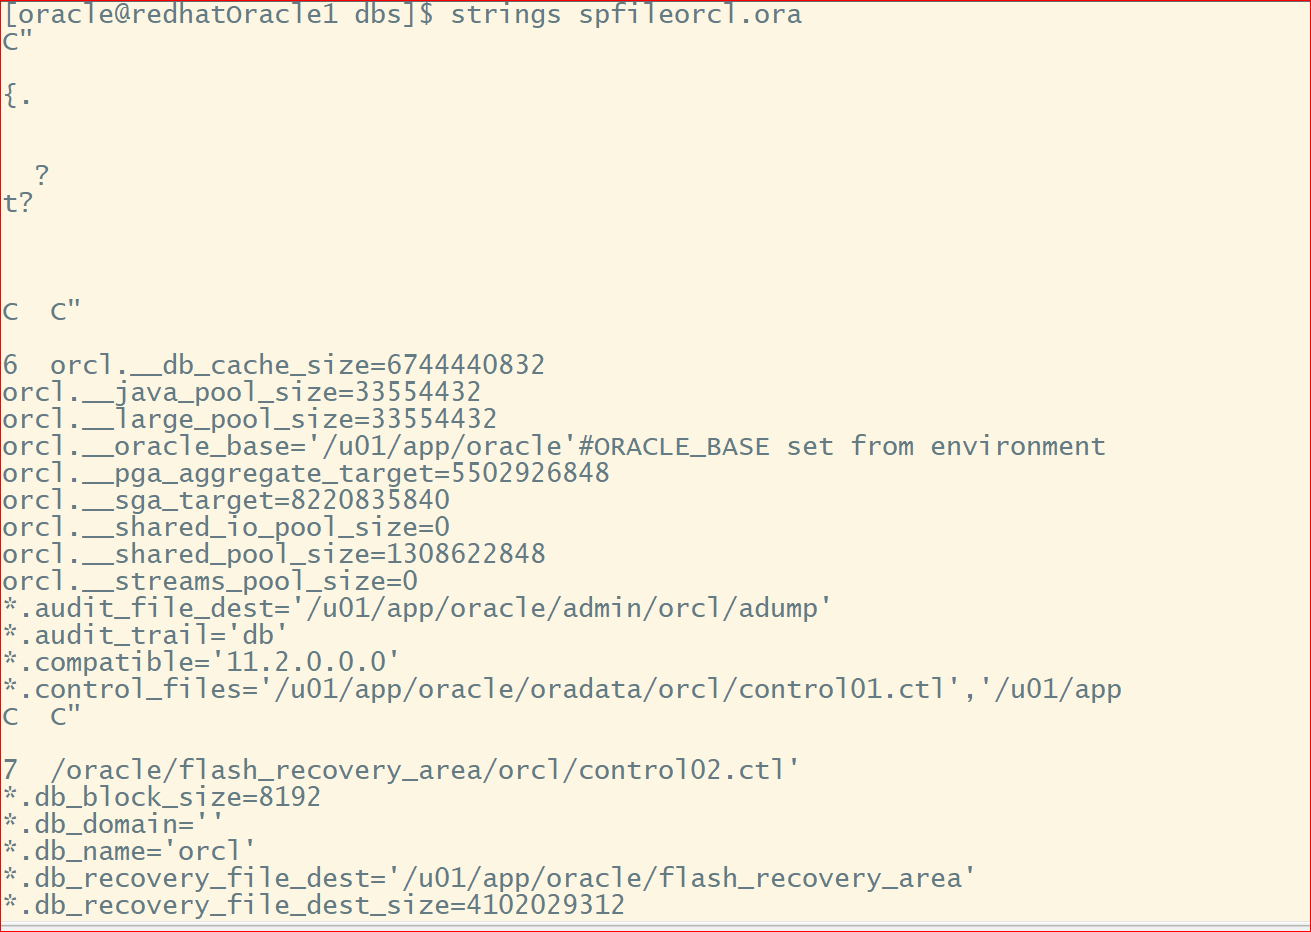 [oracle@redhatOracle1 dbs]$ strings spfileorcl.ora
C"
{.
?
t?
C  C"
6  orcl.__db_cache_size=6744440832
orcl.__java_pool_size=33554432
orcl.__large_pool_size=33554432
orcl.__oracle_base='/u01/app/oracle'#ORACLE_BASE set from environment
orcl.__pga_aggregate_target=5502926848
orcl.__sga_target=8220835840
orcl.__shared_io_pool_size=0
orcl.__shared_pool_size=1308622848
orcl.__streams_pool_size=0
*.audit_file_dest='/u01/app/oracle/admin/orcl/adump'
*.audit_trail='db'
*.compatible='11.2.0.0.0'
*.control_files='/u01/app/oracle/oradata/orcl/control01.ctl','/u01/app
C  C"
7  /oracle/flash_recovery_area/orcl/control02.ctl'
*.db_block_size=8192
*.db_domain=''
*.db_name='orcl'
*.db_recovery_file_dest='/u01/app/oracle/flash_recovery_area'
*.db_recovery_file_dest_size=4102029312